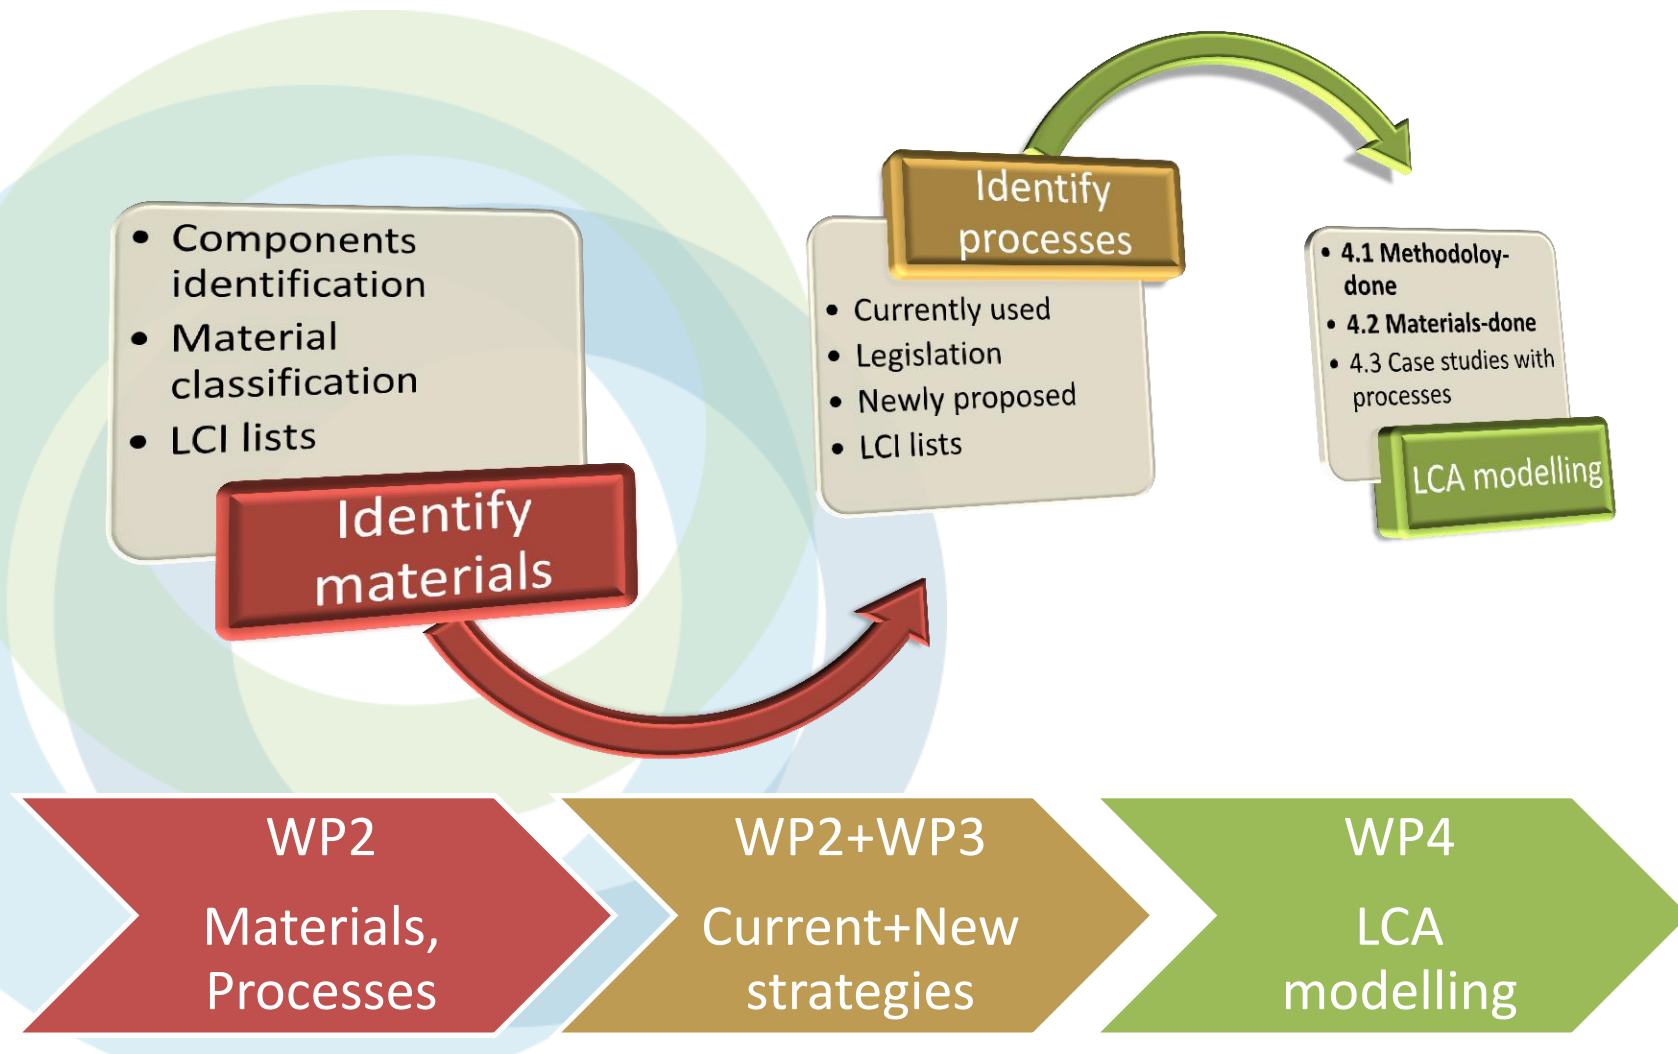 • Components
identification
• Material
classification
• LCI lists
Identify
materials
Identify
processes
• Currently used
• Legislation
• Newly proposed
• LCI lists
• 4.1 Methodoloy-
done
• 4.2 Materials-done
• 4.3 Case studies with
processes
LCA modelling
WP2
Materials,
Processes
WP2+WP3
Current+New
strategies
WP4
LCA
modelling